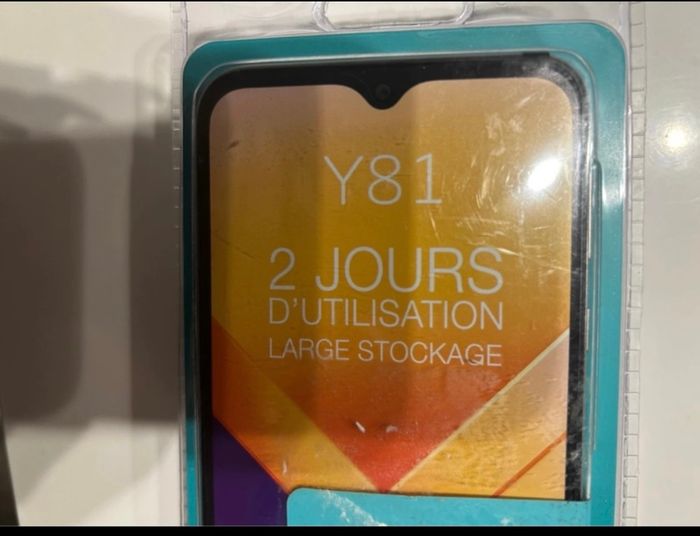 Y81
2 JOURS
D'UTILISATION
LARGE STOCKAGE